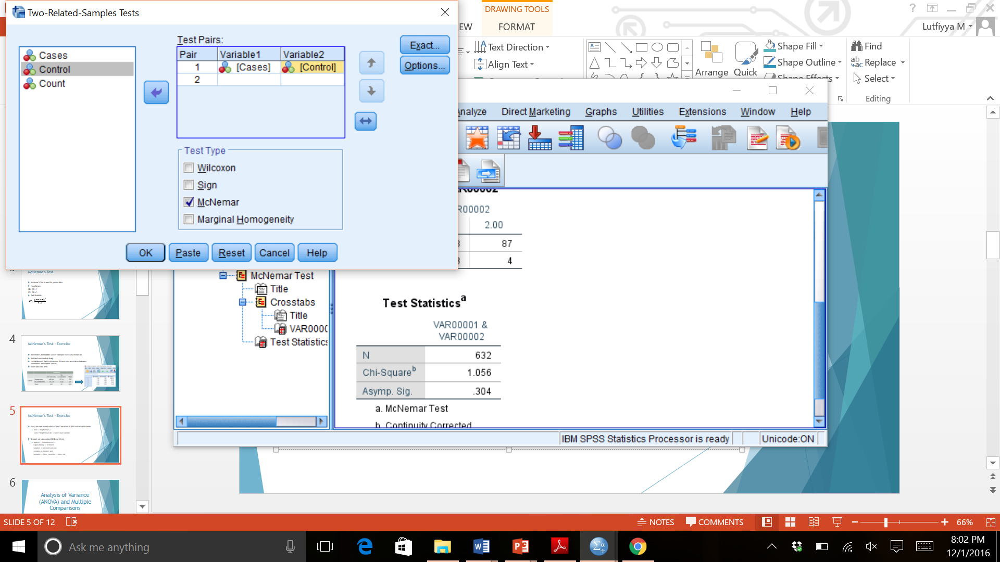 Two-Related-Samples Tests
Test Pairs:
Cases
Control
Count
Pair Variable1 Variable2
1 [Cases] [Control]
2
Exact...
Options...
Test Type
Wilcoxon
Sign
McNemar
Marginal Homogeneity
OK Paste Reset Cancel Help
DRAWING TOOLS
EW FORMAT
Lutfiyya M
Text Direction
Align Text
Arrange Quick
Shape Fill
Shape Outline
Shape Effects
Find
Replace
Select
Editing
Analyze Direct Marketing Graphs Utilities Extensions Window Help
R00002
2.00
87
4
McNemar Test
Title
Crosstabs
Title
VAR0000
Test Statistics
Test Statisticsa
VAR00001 &
VAR00002
N 632
Chi-Squareb 1.056
Asymp. Sig. .304
a. McNemar Test
b. Continuity Corrected
IBM SPSS Statistics Processor is ready Unicode:ON
McNemar's Test
4
McNemar's Test - Exercise
5
McNemar's Test - Exercise
6
Analysis of Variance
(ANOVA) and Multiple
Comparisons
SLIDE 5 OF 12
NOTES COMMENTS 66%
Ask me anything
8:02 PM
12/1/2016